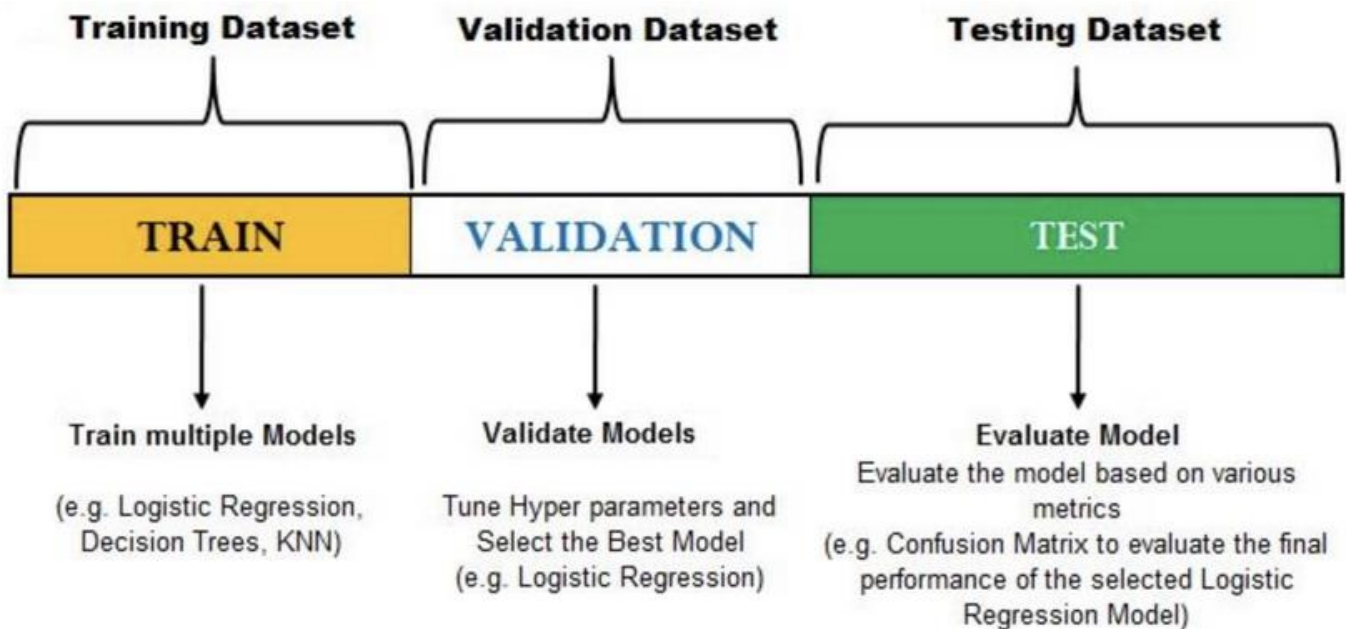 Training Dataset
Validation Dataset
Testing Dataset
TRAIN
VALIDATION
TEST
Train multiple Models
(e.g. Logistic Regression,
Decision Trees, KNN)
Validate Models
Tune Hyper parameters and
Select the Best Model
(e.g. Logistic Regression)
Evaluate Model
Evaluate the model based on various
metrics
(e.g. Confusion Matrix to evaluate the final
performance of the selected Logistic
Regression Model)